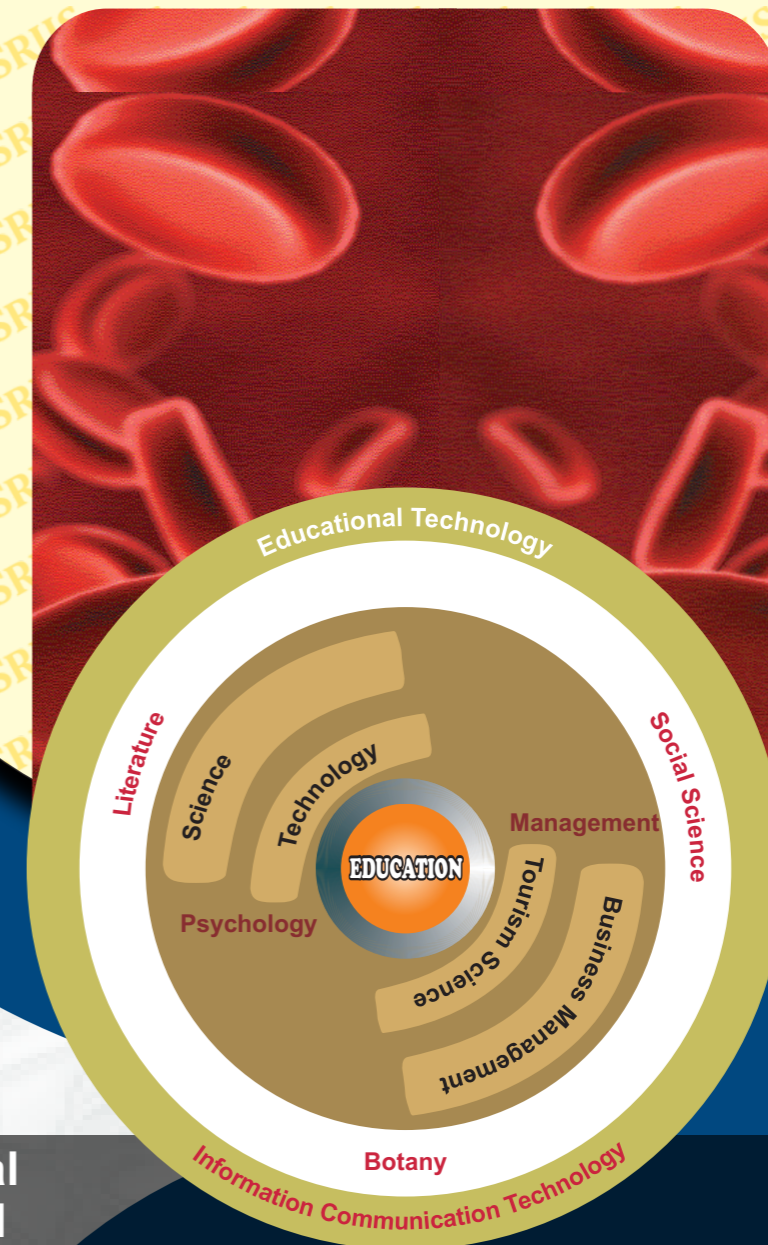 Educational Technology
Literature
Social Science
Science
Technology
Management
EDUCATION
Psychology
Tourism Science
Business Management
Botany
Information Communication Technology